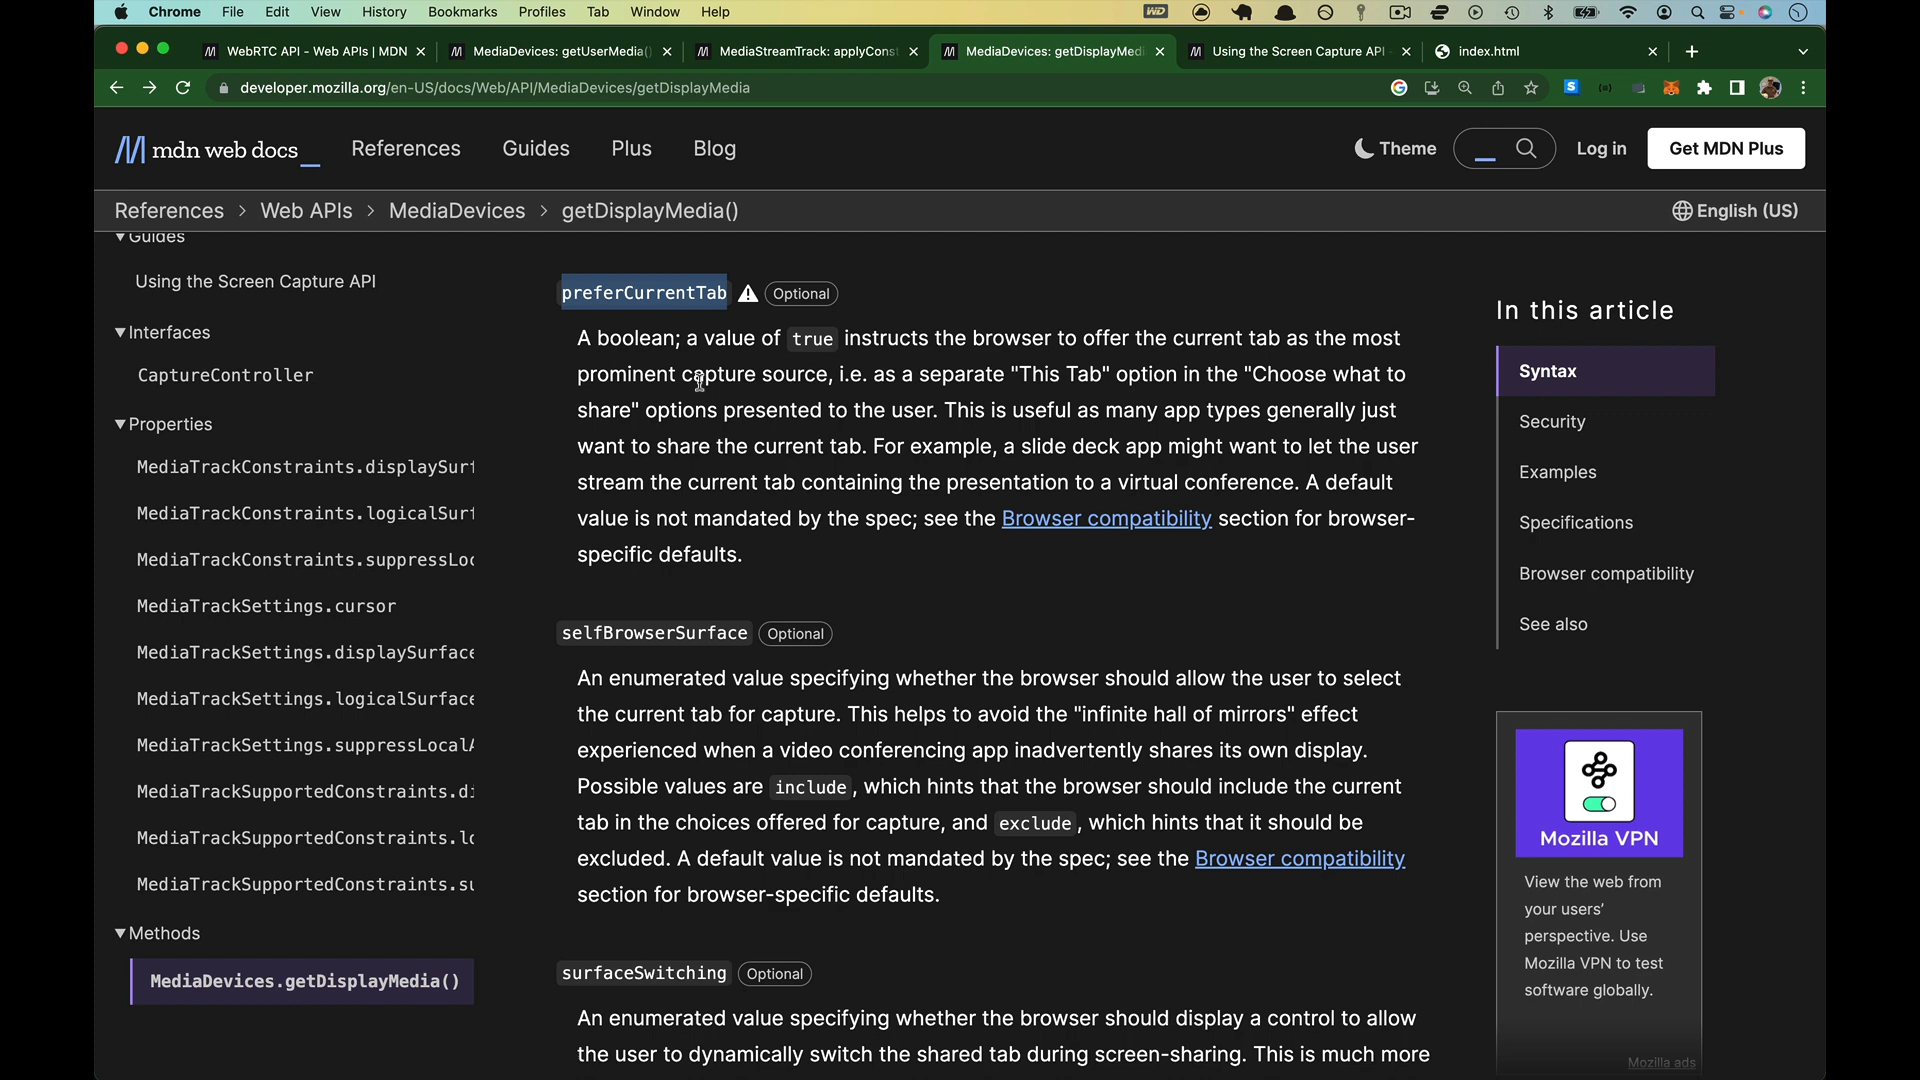 Chrome File Edit View History Bookmarks Profiles Tab Window Help
WebRTC API - Web APIs | MDN
MediaDevices: getUserMedia()
MediaStreamTrack: applyConst
MediaDevices: getDisplayMedi
Using the Screen Capture API
index.html
developer.mozilla.org/en-US/docs/Web/API/MediaDevices/getDisplayMedia
mdn web docs_
References Guides Plus Blog
Theme
Log in
Get MDN Plus
References > Web APIs > MediaDevices > getDisplayMedia()
English (US)
Guides
Using the Screen Capture API
Interfaces
CaptureController
Properties
MediaTrackConstraints.displaySurf
MediaTrackConstraints.logicalSurf
MediaTrackConstraints.suppressLoc
MediaTrackSettings.cursor
MediaTrackSettings.displaySurface
MediaTrackSettings.logicalSurface
MediaTrackSettings.suppressLocalA
MediaTrackSupportedConstraints.di
MediaTrackSupportedConstraints.lo
MediaTrackSupportedConstraints.su
Methods
MediaDevices.getDisplayMedia()
preferCurrentTab Optional
A boolean; a value of true instructs the browser to offer the current tab as the most
prominent capture source, i.e. as a separate "This Tab" option in the "Choose what to
share" options presented to the user. This is useful as many app types generally just
want to share the current tab. For example, a slide deck app might want to let the user
stream the current tab containing the presentation to a virtual conference. A default
value is not mandated by the spec; see the Browser compatibility section for browser-
specific defaults.
selfBrowserSurface Optional
An enumerated value specifying whether the browser should allow the user to select
the current tab for capture. This helps to avoid the "infinite hall of mirrors" effect
experienced when a video conferencing app inadvertently shares its own display.
Possible values are include, which hints that the browser should include the current
tab in the choices offered for capture, and exclude, which hints that it should be
excluded. A default value is not mandated by the spec; see the Browser compatibility
section for browser-specific defaults.
surfaceSwitching Optional
An enumerated value specifying whether the browser should display a control to allow
the user to dynamically switch the shared tab during screen-sharing. This is much more
In this article
Syntax
Security
Examples
Specifications
Browser compatibility
See also
Mozilla VPN
View the web from
your users'
perspective. Use
Mozilla VPN to test
software globally.
Mozilla ads